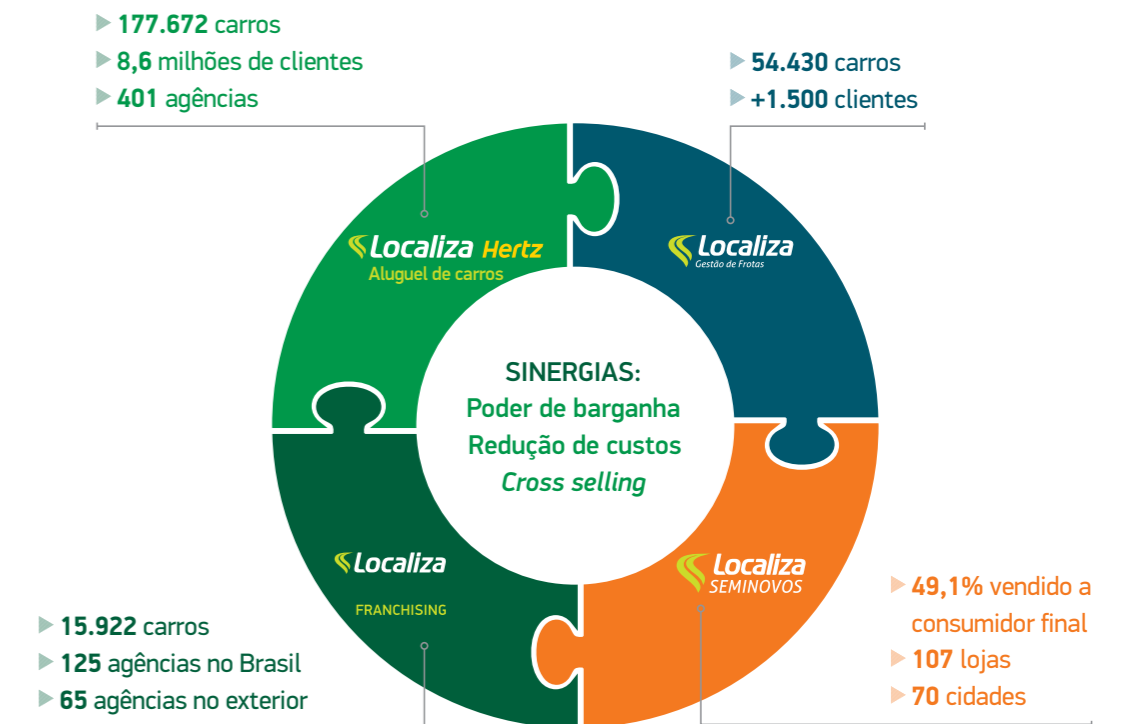 177.672 carros
8,6 milhões de clientes
401 agências
54.430 carros
+1.500 clientes
Localiza Hertz
Aluguel de carros
Localiza
Gestão de Frotas
SINERGIAS:
Poder de barganha
Redução de custos
Cross selling
Localiza
FRANCHISING
Localiza
SEMINOVOS
15.922 carros
125 agências no Brasil
65 agências no exterior
49,1% vendido a
consumidor final
107 lojas
70 cidades